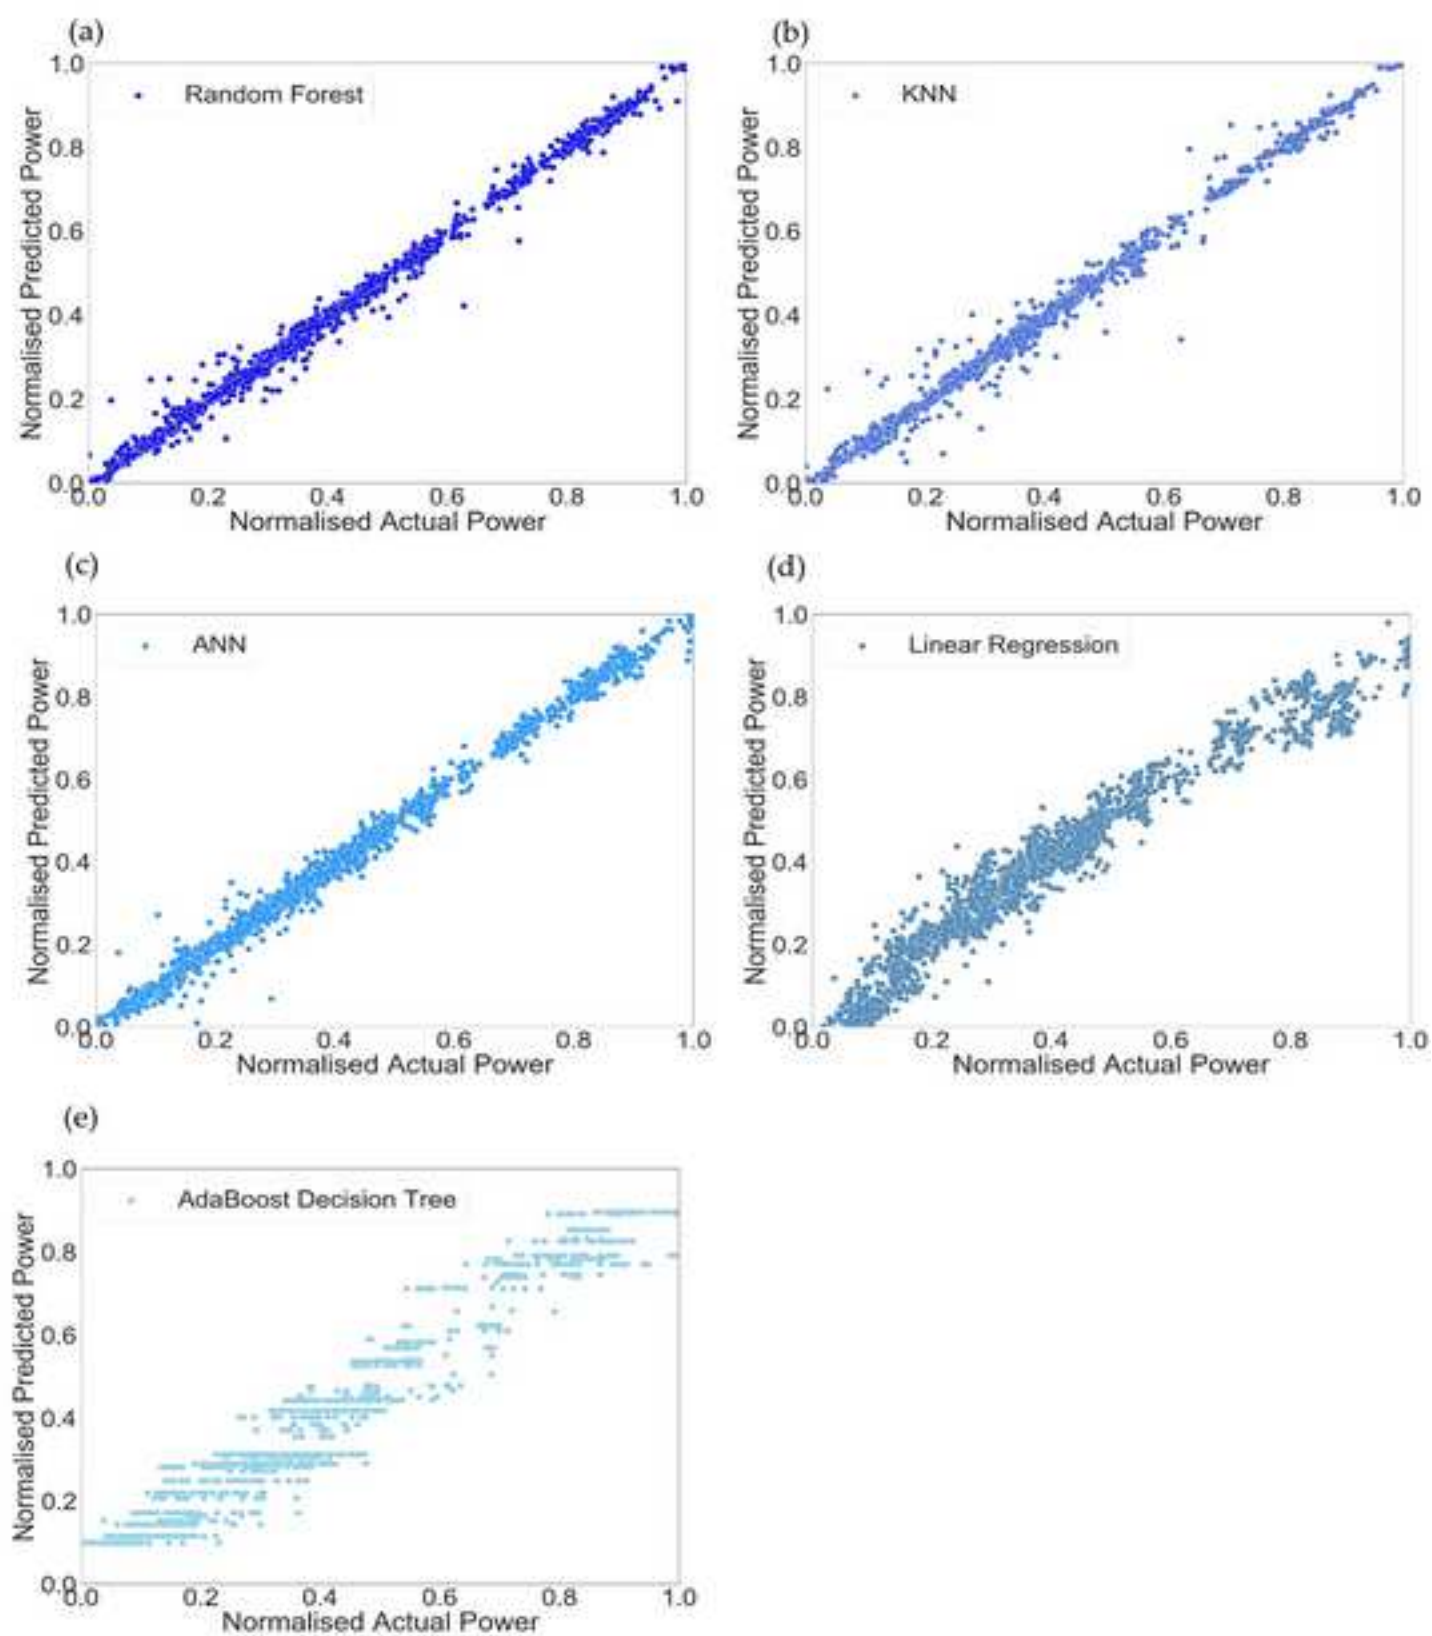 (a)
Random Forest
Normalised Predicted Power
1.0
0.8
0.6
0.4
0.2
0.0
0.0 0.2 0.4 0.6 0.8 1.0
Normalised Actual Power
(b)
KNN
Normalised Predicted Power
1.0
0.8
0.6
0.4
0.2
0.0
0.0 0.2 0.4 0.6 0.8 1.0
Normalised Actual Power
(c)
ANN
Normalised Predicted Power
1.0
0.8
0.6
0.4
0.2
0.0
0.0 0.2 0.4 0.6 0.8 1.0
Normalised Actual Power
(d)
Linear Regression
Normalised Predicted Power
1.0
0.8
0.6
0.4
0.2
0.0
0.0 0.2 0.4 0.6 0.8 1.0
Normalised Actual Power
(e)
AdaBoost Decision Tree
Normalised Predicted Power
1.0
0.8
0.6
0.4
0.2
0.0
0.0 0.2 0.4 0.6 0.8 1.0
Normalised Actual Power